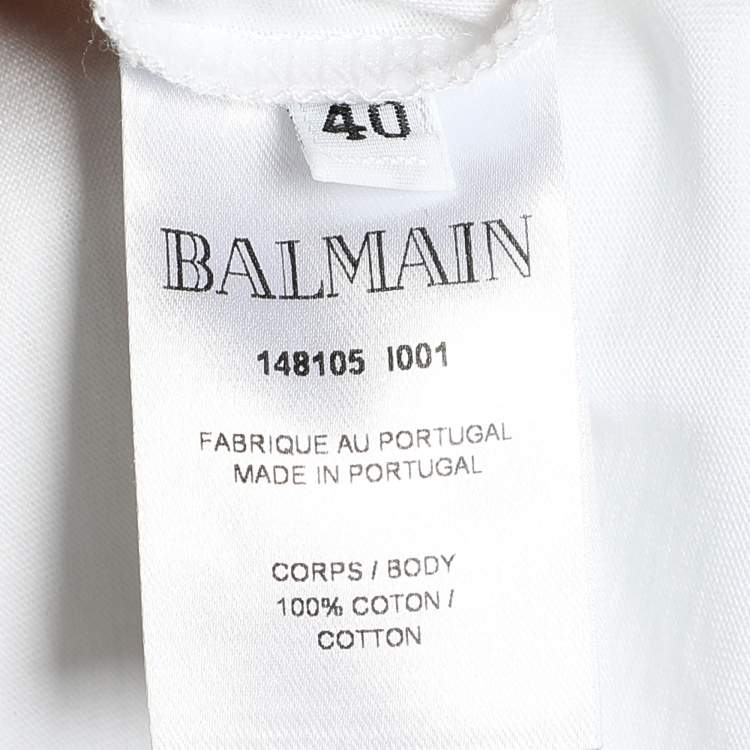 40
BALMAIN
148105 I001
FABRIQUE AU PORTUGAL
MADE IN PORTUGAL
CORPS / BODY
100% COTON /
COTTON